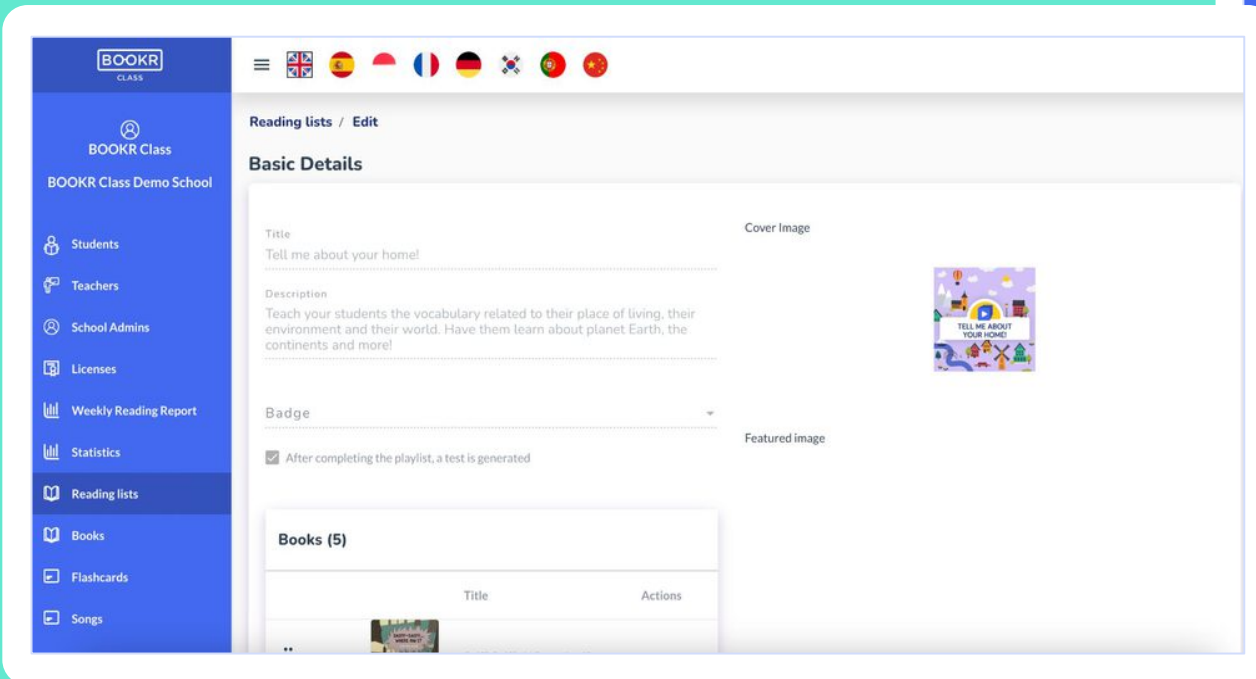 BOOKR
CLASS
BOOKR Class
BOOKR Class Demo School
Students
Teachers
School Admins
Licenses
Weekly Reading Report
Statistics
Reading lists
Books
Flashcards
Songs
Reading lists / Edit
Basic Details
Title
Tell me about your home!
Description
Teach your students the vocabulary related to their place of living, their
environment and their world. Have them learn about planet Earth, the
continents and more!
Badge
After completing the playlist, a test is generated
Books (5)
Title
Actions
Cover Image
TELL ME ABOUT
YOUR HOME!
Featured image